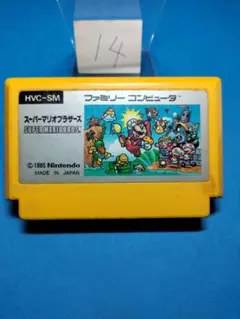 14
HVC-SM
ファミリー コンピュータ
スーパーマリオブラザーズ
SUPER MARIO BROS.
©1985 Nintendo
MADE IN JAPAN